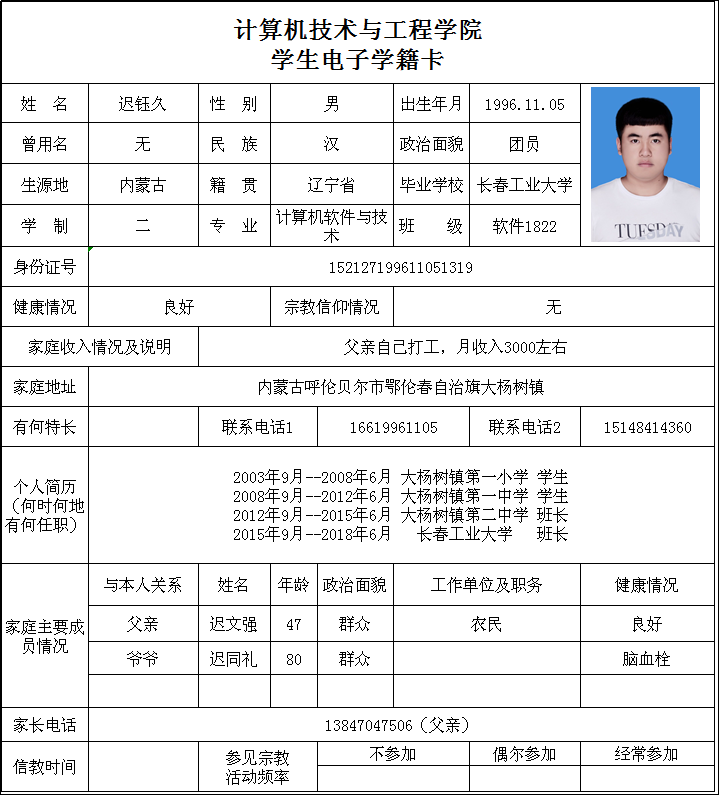 计算机技术与工程学院
学生电子学籍卡
姓 名 迟钰久 性 别 男 出生年月 1996.11.05
曾用名 无 民 族 汉 政治面貌 团员
生源地 内蒙古 籍 贯 辽宁省 毕业学校 长春工业大学
学 制 二 专 业 计算机软件与技术 班 级 软件1822
TUESDAY
身份证号 152127199611051319
健康情况 良好 宗教信仰情况 无
家庭收入情况及说明 父亲自己打工，月收入3000左右
家庭地址 内蒙古呼伦贝尔市鄂伦春自治旗大杨树镇
有何特长 联系电话1 16619961105 联系电话2 15148414360
个人简历
（何时何地
有何任职）
2003年9月--2008年6月 大杨树镇第一小学 学生
2008年9月--2012年6月 大杨树镇第一中学 学生
2012年9月--2015年6月 大杨树镇第二中学 班长
2015年9月--2018年6月 长春工业大学 班长
家庭主要成
员情况
与本人关系 姓名 年龄 政治面貌 工作单位及职务 健康情况
父亲 迟文强 47 群众 农民 良好
爷爷 迟同礼 80 群众 脑血栓
家长电话 13847047506（父亲）
信教时间 参见宗教
活动频率 不参加 偶尔参加 经常参加